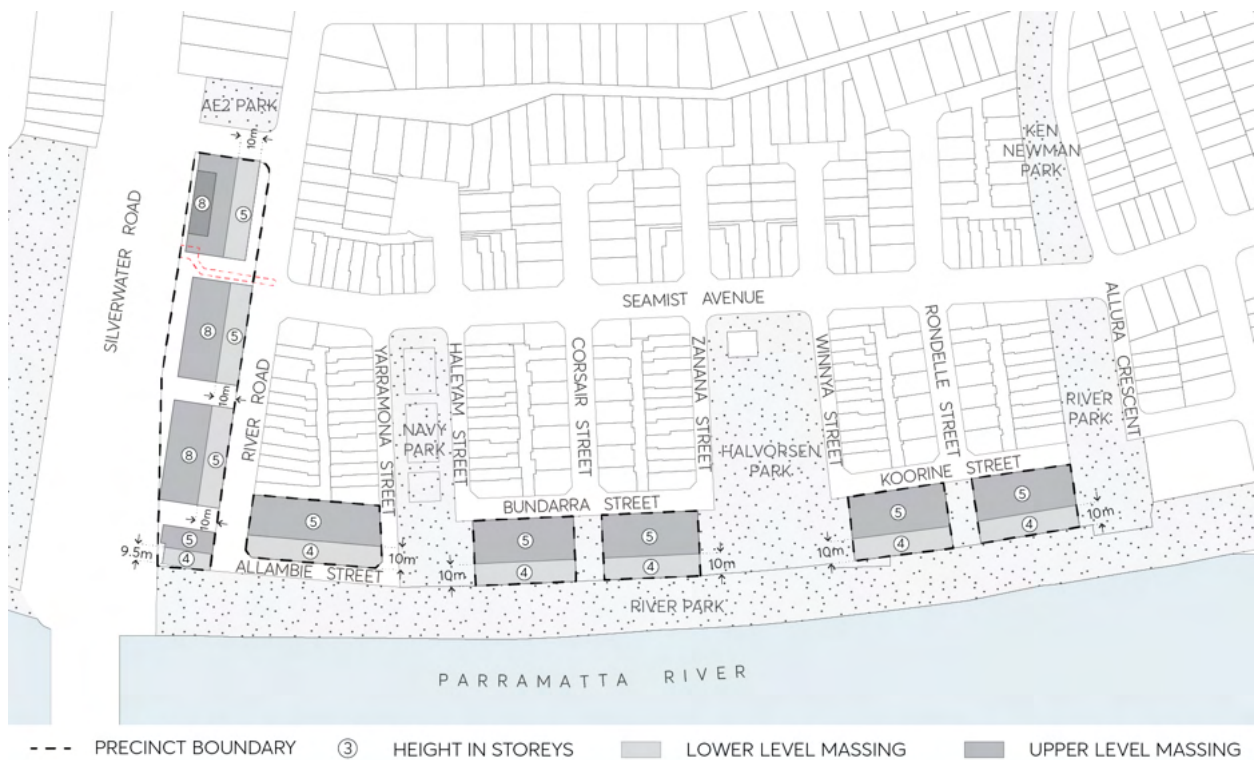 AE2 PARK
10m
KEN
NEWMAN
PARK
SILVERWATER ROAD
8
5
8
5
10m
8
5
10m
5
4
9.5m
RIVER ROAD
SEAMIST AVENUE
YARRAMONA STREET
NAVY
PARK
HALEYAM STREET
CORSAIR STREET
ZANANA STREET
HALVORSEN
PARK
WINNYA STREET
RONDELLE STREET
RIVER
PARK
ALLURA CRESCENT
KOORINE STREET
BUNDARRA STREET
5
4
ALLAMBIE STREET
10m
10m
5
4
5
4
10m
10m
5
4
5
4
10m
RIVER PARK
PARRAMATTA RIVER
PRECINCT BOUNDARY
3 HEIGHT IN STOREYS
LOWER LEVEL MASSING
UPPER LEVEL MASSING